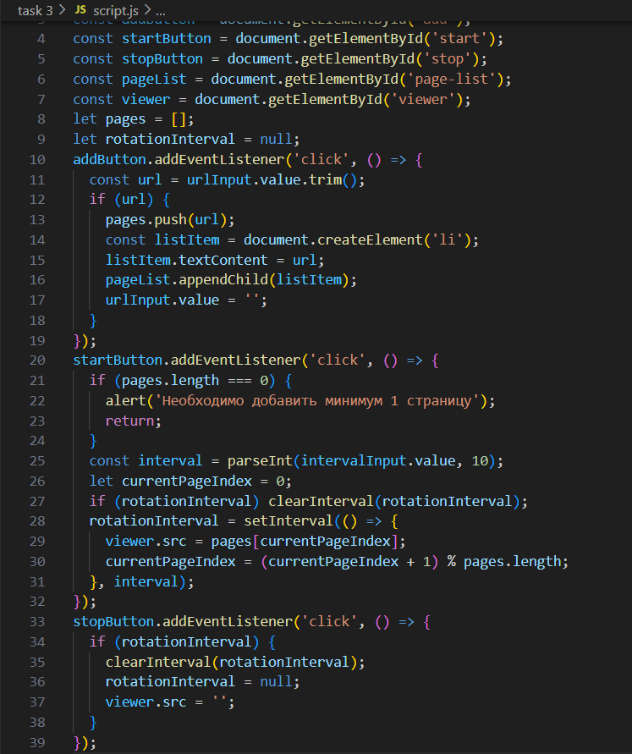 task 3 > JS script.js > ...
const addButton = document.getElementById('add');
4 const startButton = document.getElementById('start');
5 const stopButton = document.getElementById('stop');
6 const pageList = document.getElementById('page-list');
7 const viewer = document.getElementById('viewer');
8 let pages = [];
9 let rotationInterval = null;
10 addButton.addEventListener('click', () => {
11 const url = urlInput.value.trim();
12 if (url) {
13 pages.push(url);
14 const listItem = document.createElement('li');
15 listItem.textContent = url;
16 pageList.appendChild(listItem);
17 urlInput.value = '';
18 }
19 });
20 startButton.addEventListener('click', () => {
21 if (pages.length === 0) {
22 alert('Необходимо добавить минимум 1 страницу');
23 return;
24 }
25 const interval = parseInt(intervalInput.value, 10);
26 let currentPageIndex = 0;
27 if (rotationInterval) clearInterval(rotationInterval);
28 rotationInterval = setInterval(() => {
29 viewer.src = pages[currentPageIndex];
30 currentPageIndex = (currentPageIndex + 1) % pages.length;
31 }, interval);
32 });
33 stopButton.addEventListener('click', () => {
34 if (rotationInterval) {
35 clearInterval(rotationInterval);
36 rotationInterval = null;
37 viewer.src = '';
38 }
39 });